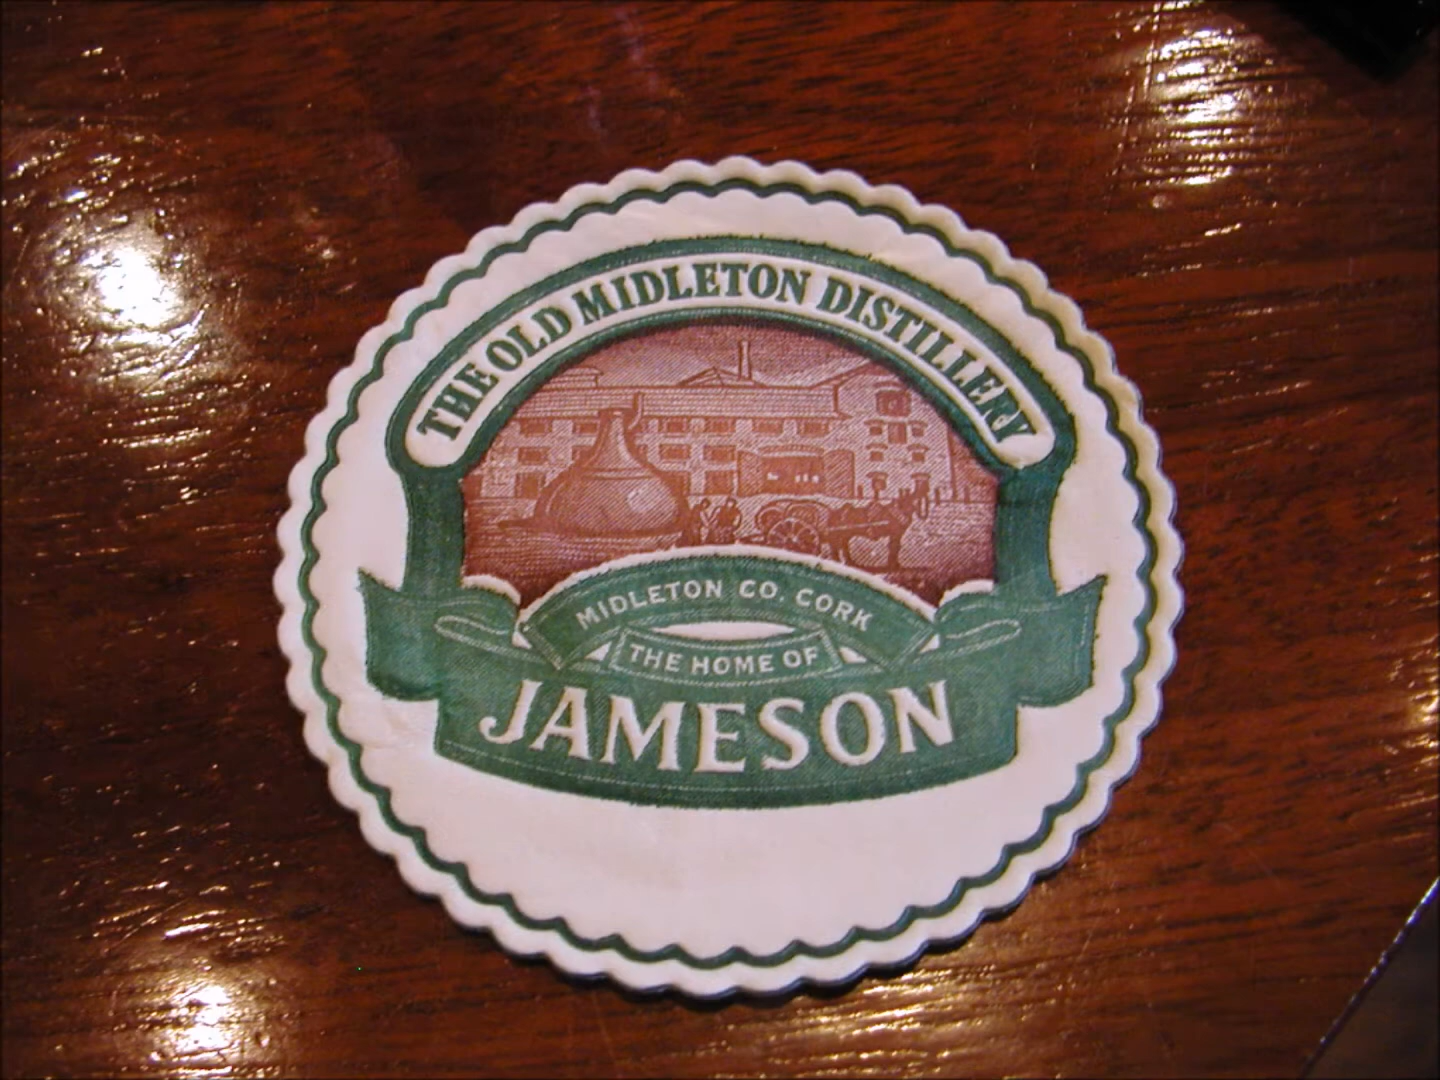 THE OLD MIDLETON DISTILLERY
MIDLETON CO. CORK
THE HOME OF
JAMESON